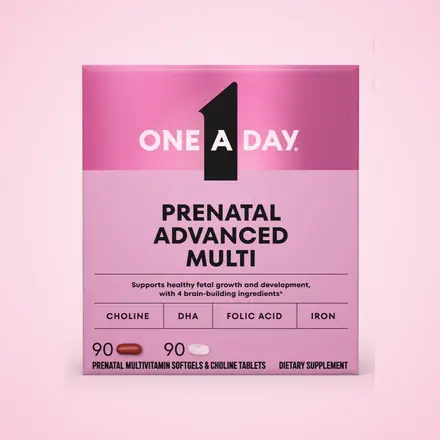 ONE A DAY®
PRENATAL
ADVANCED
MULTI
Supports healthy fetal growth and development,
with 4 brain-building ingredients*
CHOLINE DHA FOLIC ACID IRON
90 90
PRENATAL MULTIVITAMIN SOFTGELS & CHOLINE TABLETS DIETARY SUPPLEMENT